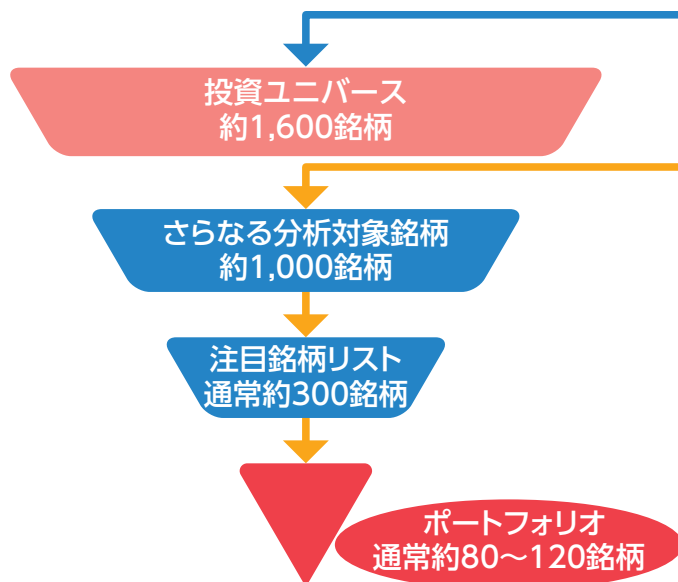 投資ユニバース
約1,600銘柄
さらなる分析対象銘柄
約1,000銘柄
注目銘柄リスト
通常約300銘柄
ポートフォリオ
通常約80～120銘柄